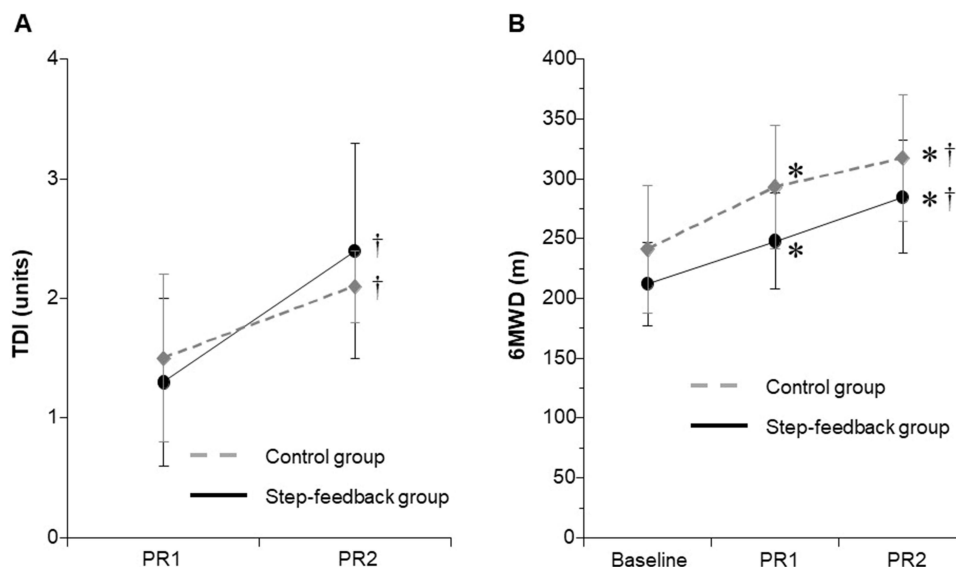 A
TDI (units)
4
3
2
1
0
†
†
Control group
Step-feedback group
PR1
PR2
B
6MWD (m)
400
350
300
250
200
150
100
50
0
*
* †
* †
*
Control group
Step-feedback group
Baseline
PR1
PR2